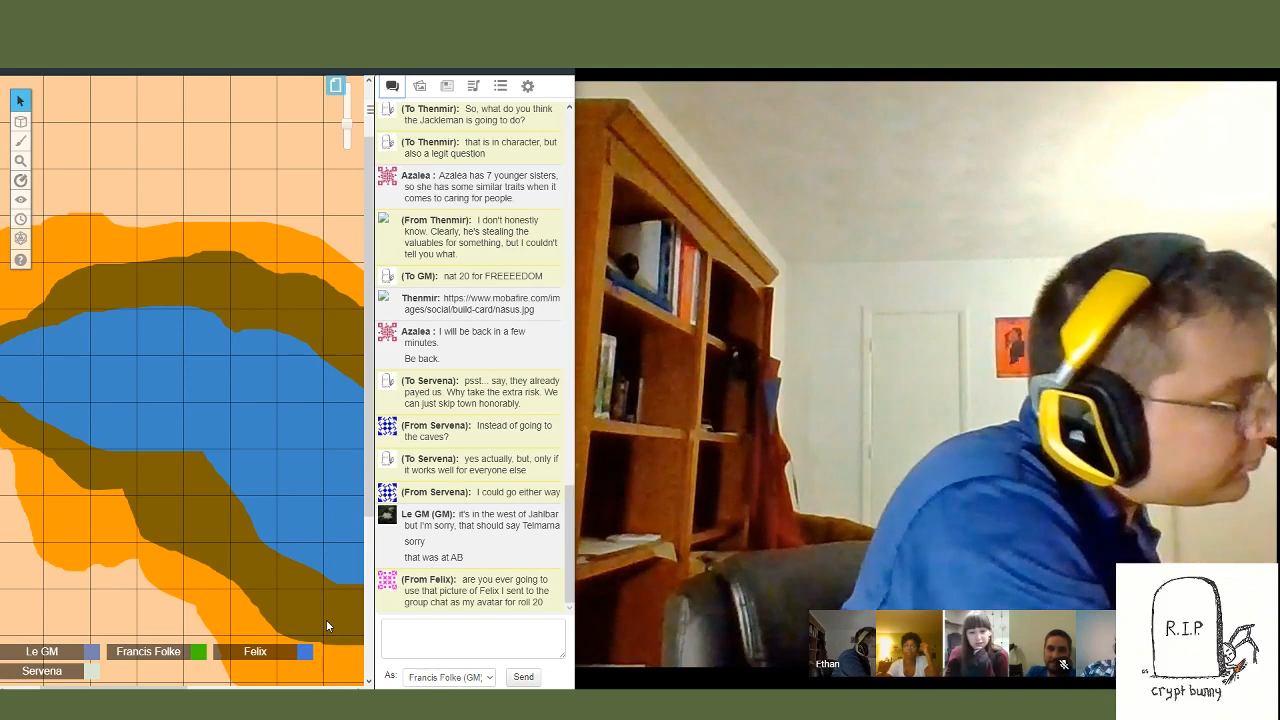 (To Thenmir): So, what do you think
the Jackleman is going to do?
(To Thenmir): that is in character, but
also a legit question
Azalea : Azalea has 7 younger sisters,
so she has some similar traits when it
comes to caring for people.
(From Thenmir): I don't honestly
know. Clearly, he's stealing the
valuables for something, but I couldn't
tell you what.
(To GM): nat 20 for FREEEEDOM
Thenmir: https://www.mobafire.com/im
ages/social/build-card/nasus.jpg
Azalea : I will be back in a few
minutes.
Be back.
(To Servena): psst... say, they already
payed us. Why take the extra risk. We
can just skip town honorably.
(From Servena): Instead of going to
the caves?
(To Servena): yes actually, but, only if
it works well for everyone else
(From Servena): I could go either way
Le GM (GM): it's in the west of Jahlbar
but I'm sorry, that should say Telmarna
sorry
that was at AB
(From Felix): are you ever going to
use that picture of Felix I sent to the
group chat as my avatar for roll 20
As: Francis Folke (GM) Send
Le GM Francis Folke Felix
Servena
Ethan
R.I.P
crypt bunny